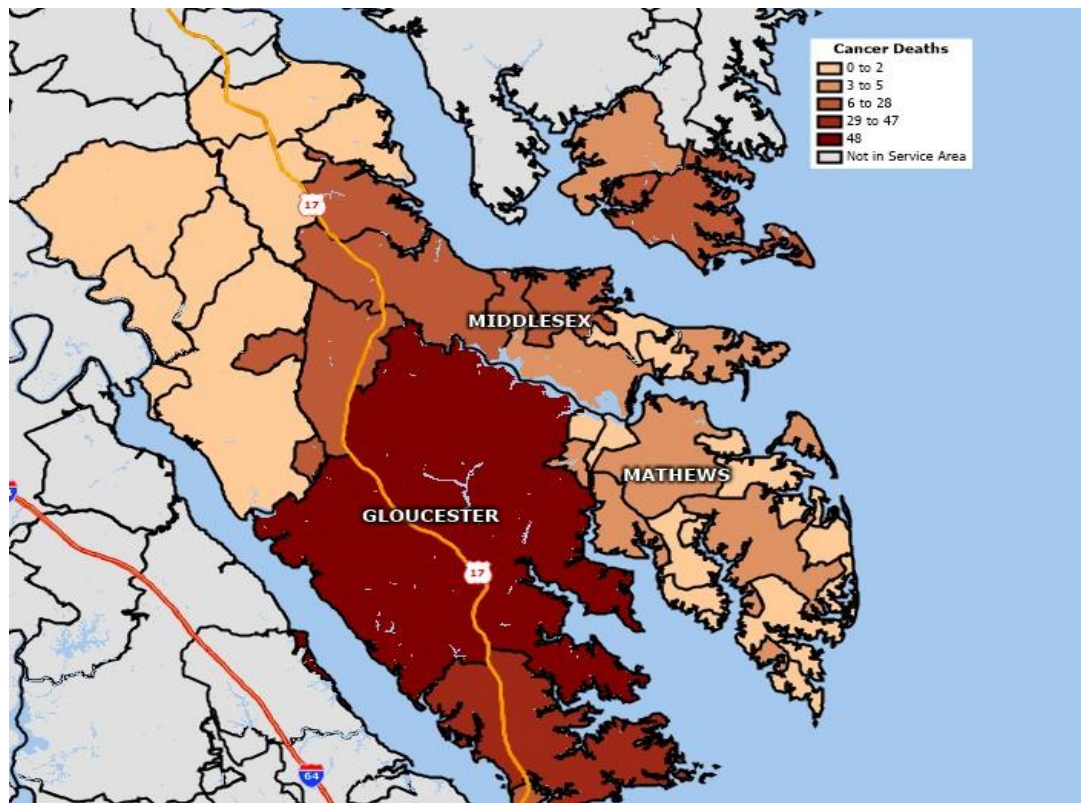 Cancer Deaths
0 to 2
3 to 5
6 to 28
29 to 47
48
Not in Service Area
17
MIDDLESEX
MATHEWS
GLOUCESTER
17
64